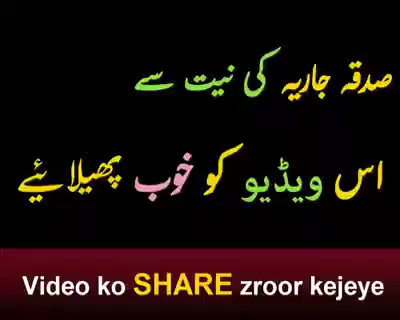 صدقہ جاریہ کی نیت سے
اس ویڈیو کو خوب پھیلائیے
Video ko SHARE zroor kejeye